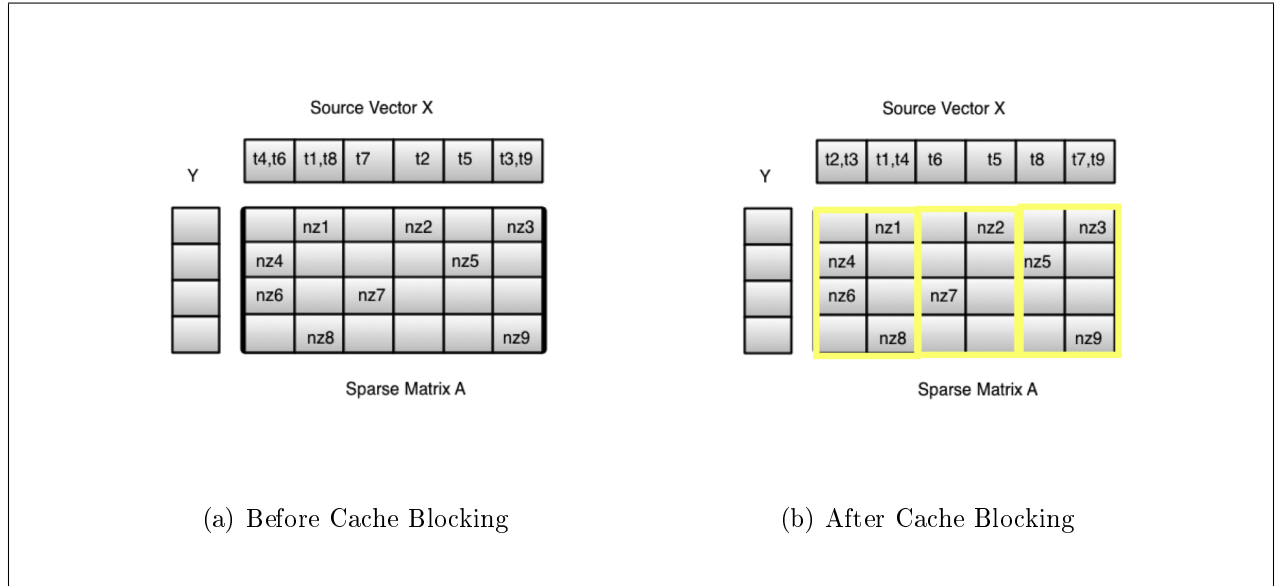 Source Vector X
t4,t6 t1,t8 t7 t2 t5 t3,t9
Y
nz1 nz2 nz3
nz4 nz5
nz6 nz7
nz8 nz9
Sparse Matrix A
(a) Before Cache Blocking
Source Vector X
t2,t3 t1,t4 t6 t5 t8 t7,t9
Y
nz1 nz2 nz3
nz4 nz5
nz6 nz7
nz8 nz9
Sparse Matrix A
(b) After Cache Blocking